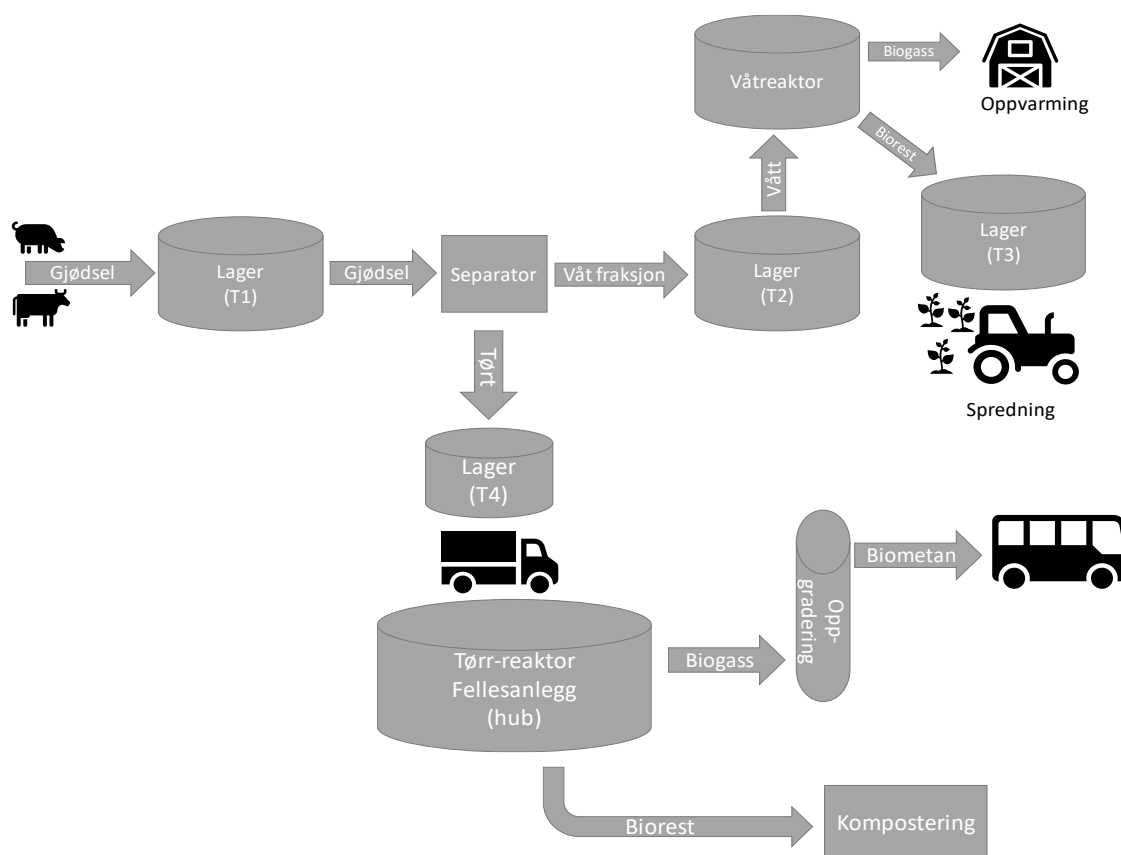 Biogass
Våtreaktor
Oppvarming
Biorest
Vått
Lager
(T3)
Gjødsel
Lager
(T1)
Gjødsel
Separator
Våt fraksjon
Lager
(T2)
Spredning
Tørt
Lager
(T4)
Biometan
Opp-
gradering
Tørr-reaktor
Fellesanlegg
(hub)
Biogass
Biorest
Kompostering